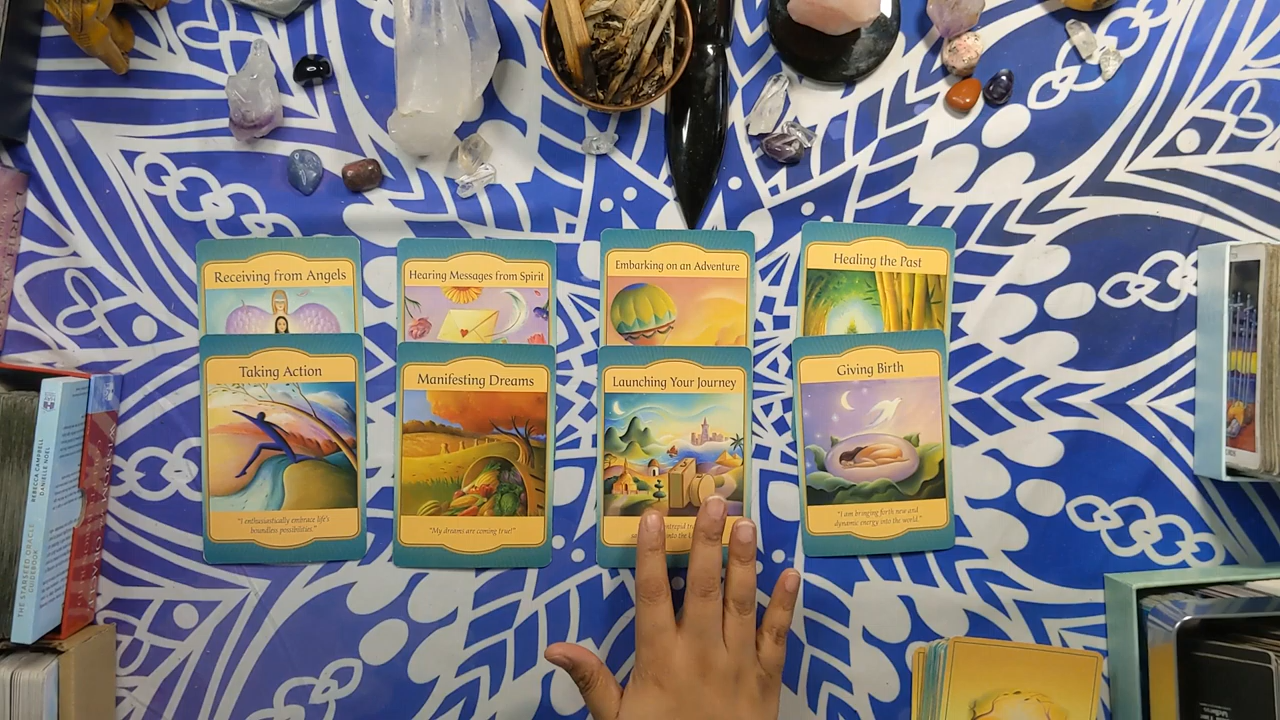 Receiving from Angels
Hearing Messages from Spirit
Embarking on an Adventure
Healing the Past
Taking Action
"I enthusiastically embrace life's
boundless possibilities."
Manifesting Dreams
"My dreams are coming true!"
Launching Your Journey
Giving Birth
"I am bringing forth new and
dynamic energy into the world."
REBECCA CAMPBELL
DANIELLE NOEL
THE STARSEED ORACLE
GUIDEBOOK